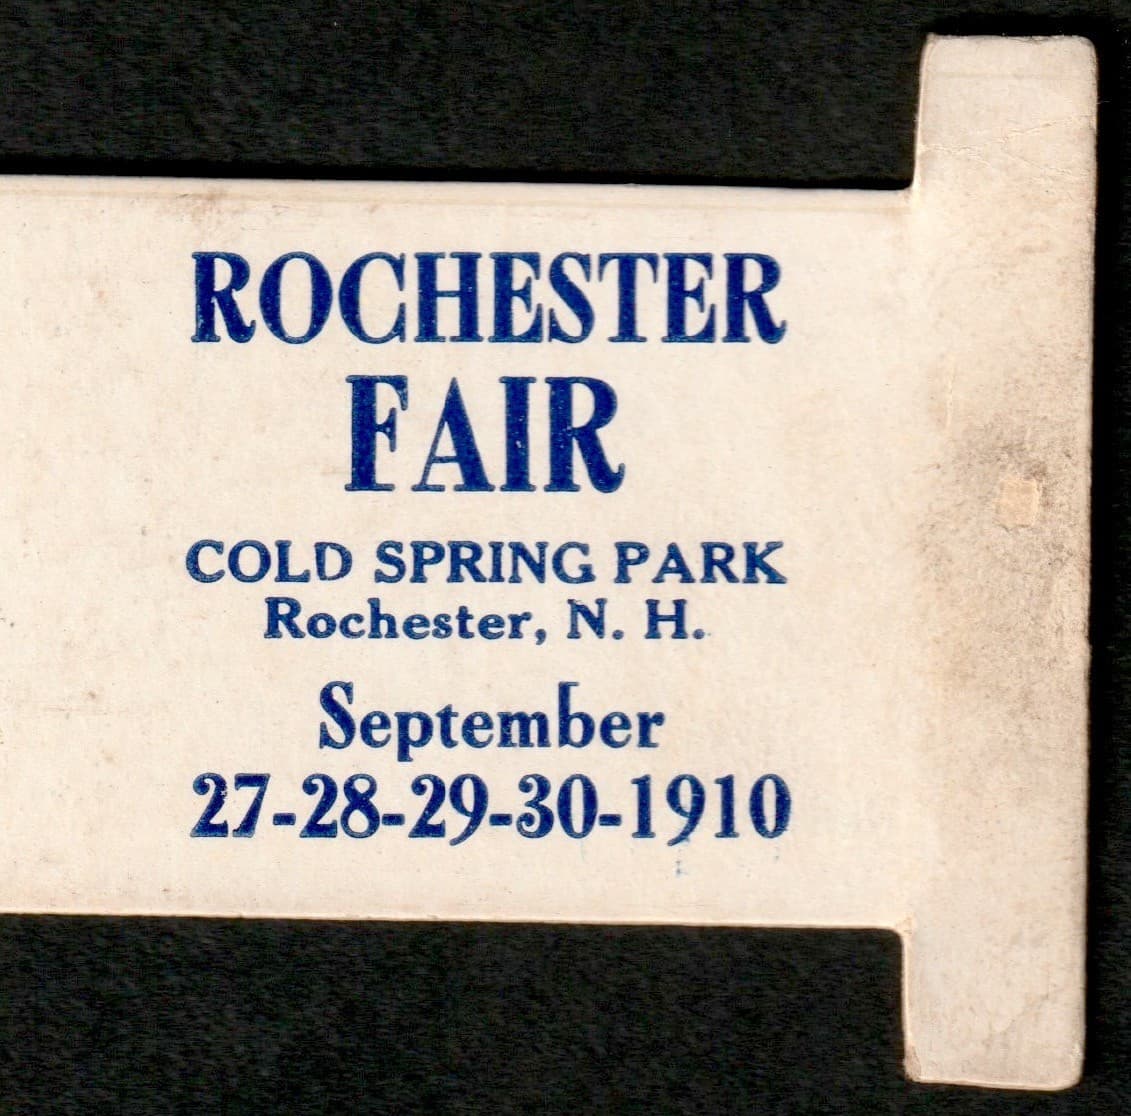 ROCHESTER
FAIR
COLD SPRING PARK
Rochester, N. H.
September
27-28-29-30-1910